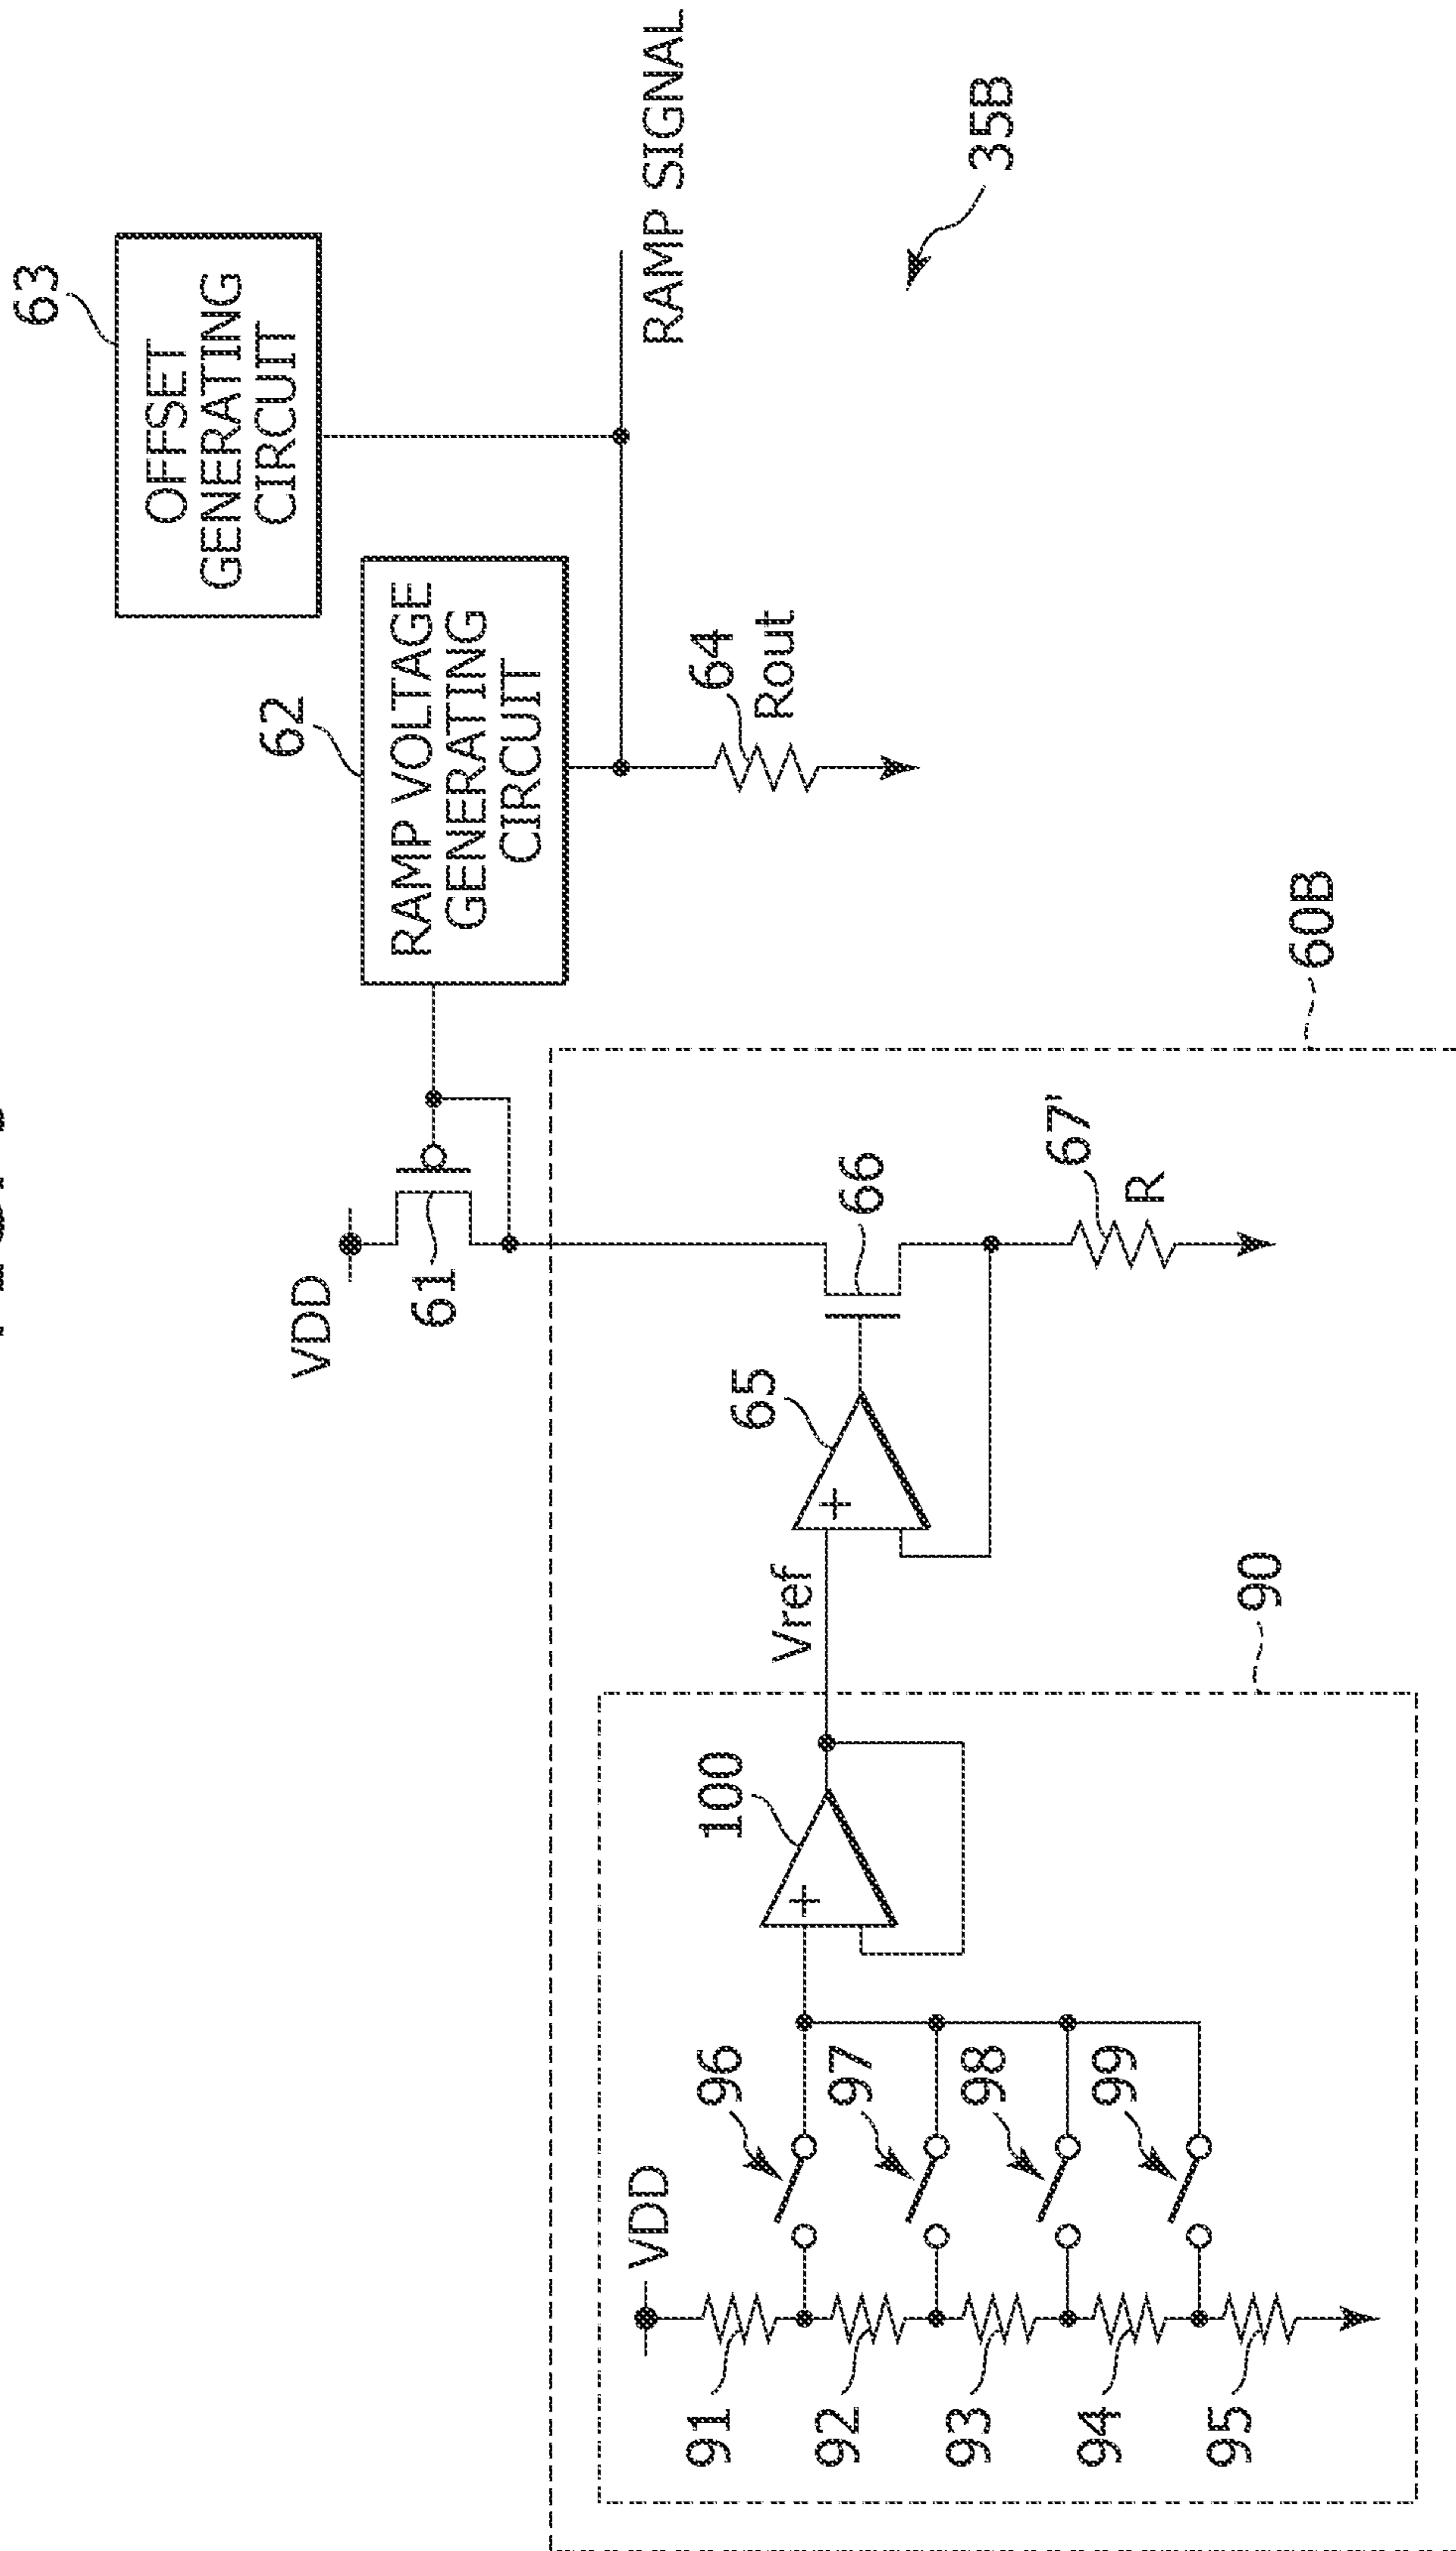 63
OFFSET
GENERATING
CIRCUIT
62
RAMP VOLTAGE
GENERATING
CIRCUIT
RAMP SIGNAL
64
Rout
35B
VDD
61
60B
66
67'
R
65
Vref
90
100
VDD
96
97
98
99
91
92
93
94
95